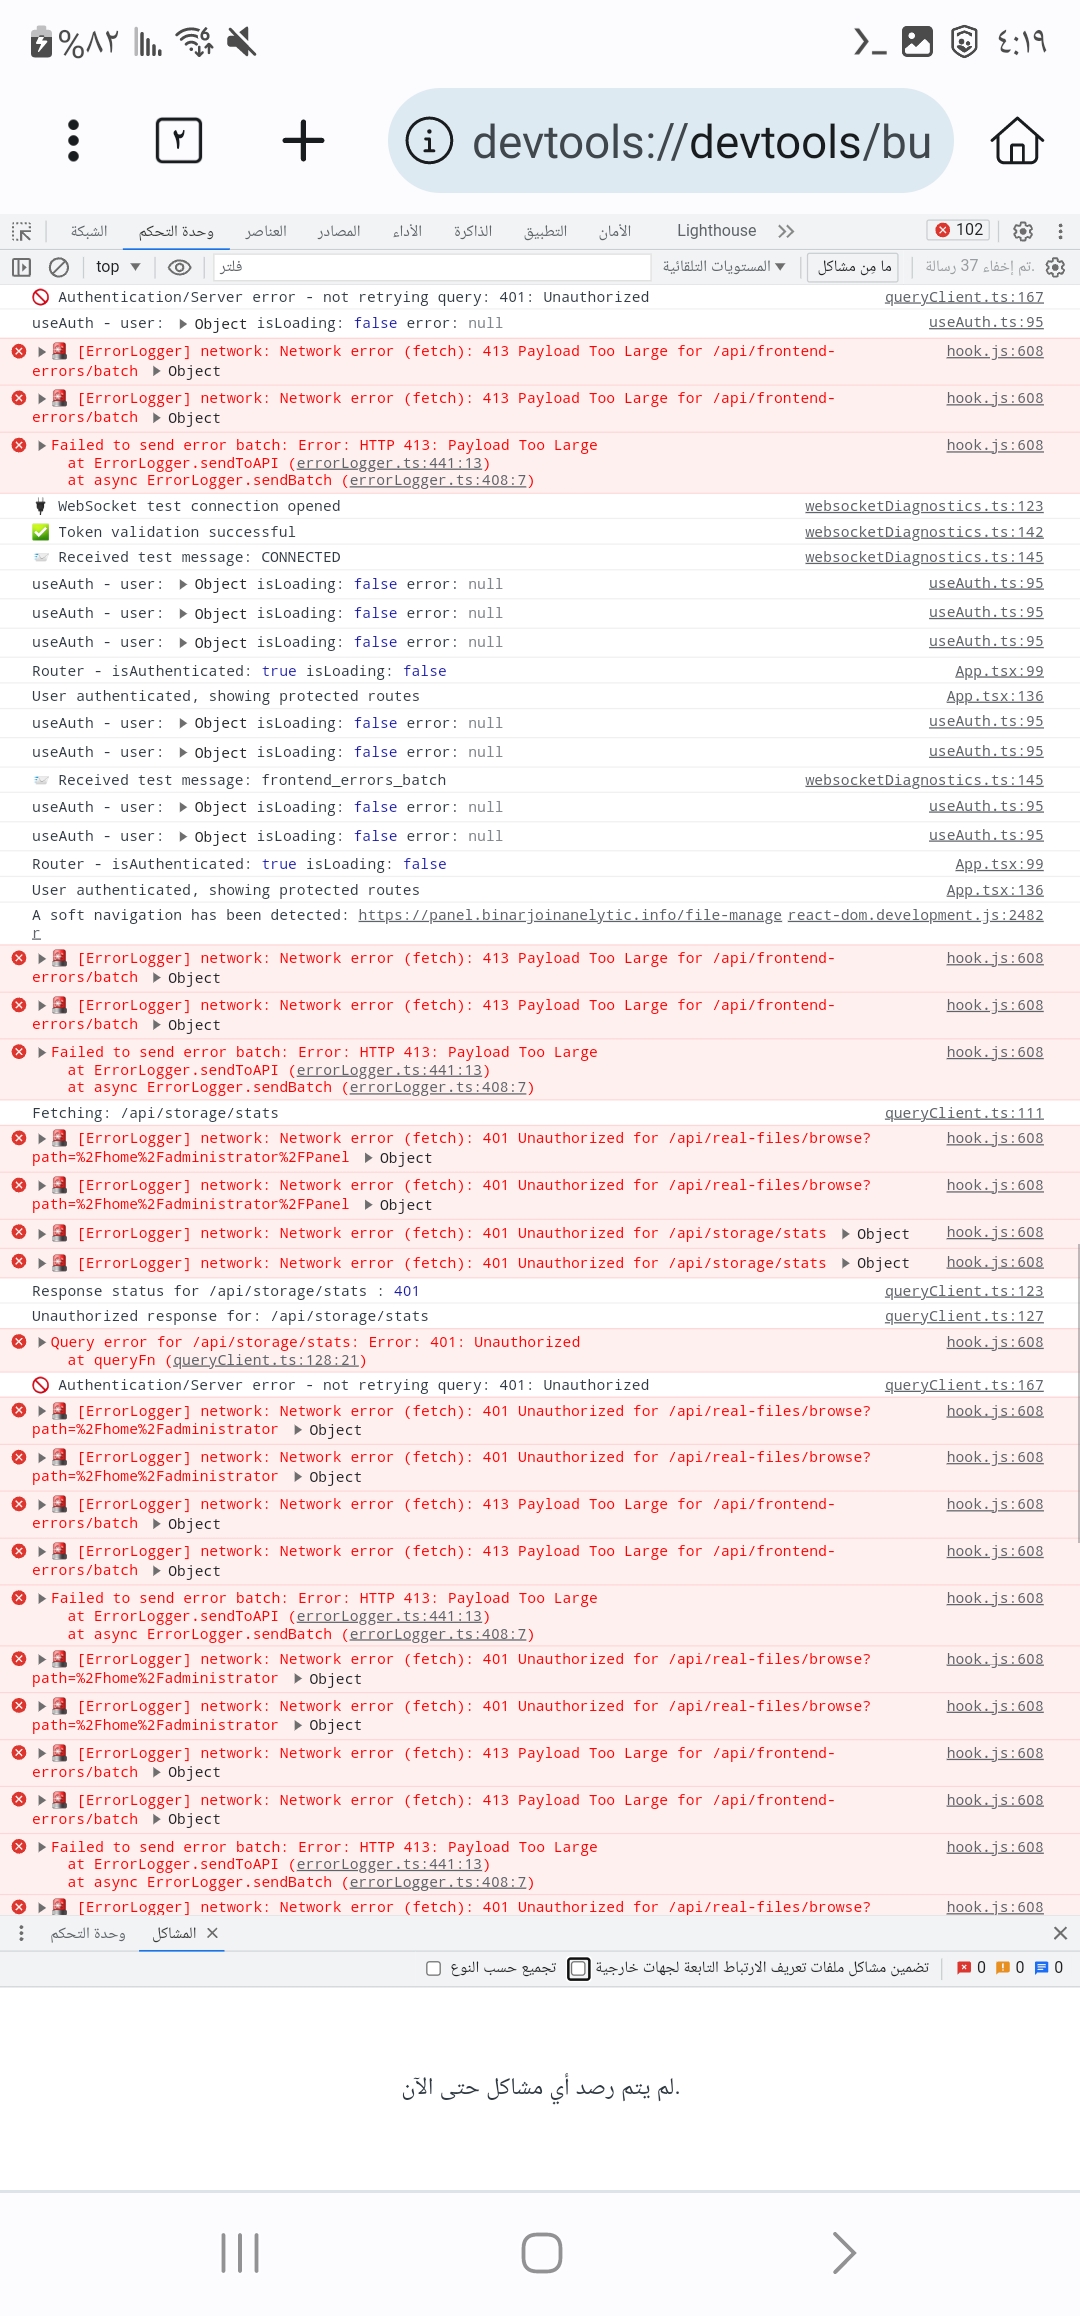 %٨٢
6
٤:١٩
٢
devtools://devtools/bu
الشبكة
وحدة التحكم
العناصر
المصادر
الأداء
الذاكرة
التطبيق
الأمان
Lighthouse
102
top
فلتر
المستويات التلقائية
ما من مشاكل
تم إخفاء 37 رسالة.
Authentication/Server error - not retrying query: 401: Unauthorized queryClient.ts:167
useAuth - user: Object isLoading: false error: null useAuth.ts:95
[ErrorLogger] network: Network error (fetch): 413 Payload Too Large for /api/frontend- hook.js:608
errors/batch Object
[ErrorLogger] network: Network error (fetch): 413 Payload Too Large for /api/frontend- hook.js:608
errors/batch Object
Failed to send error batch: Error: HTTP 413: Payload Too Large hook.js:608
at ErrorLogger.sendToAPI (errorLogger.ts:441:13)
at async ErrorLogger.sendBatch (errorLogger.ts:408:7)
WebSocket test connection opened websocketDiagnostics.ts:123
Token validation successful websocketDiagnostics.ts:142
Received test message: CONNECTED websocketDiagnostics.ts:145
useAuth - user: Object isLoading: false error: null useAuth.ts:95
useAuth - user: Object isLoading: false error: null useAuth.ts:95
useAuth - user: Object isLoading: false error: null useAuth.ts:95
Router - isAuthenticated: true isLoading: false App.tsx:99
User authenticated, showing protected routes App.tsx:136
useAuth - user: Object isLoading: false error: null useAuth.ts:95
useAuth - user: Object isLoading: false error: null useAuth.ts:95
Received test message: frontend_errors_batch websocketDiagnostics.ts:145
useAuth - user: Object isLoading: false error: null useAuth.ts:95
useAuth - user: Object isLoading: false error: null useAuth.ts:95
Router - isAuthenticated: true isLoading: false App.tsx:99
User authenticated, showing protected routes App.tsx:136
A soft navigation has been detected: https://panel.binarjoinanelytic.info/file-manage react-dom.development.js:2482
r
[ErrorLogger] network: Network error (fetch): 413 Payload Too Large for /api/frontend- hook.js:608
errors/batch Object
[ErrorLogger] network: Network error (fetch): 413 Payload Too Large for /api/frontend- hook.js:608
errors/batch Object
Failed to send error batch: Error: HTTP 413: Payload Too Large hook.js:608
at ErrorLogger.sendToAPI (errorLogger.ts:441:13)
at async ErrorLogger.sendBatch (errorLogger.ts:408:7)
Fetching: /api/storage/stats queryClient.ts:111
[ErrorLogger] network: Network error (fetch): 401 Unauthorized for /api/real-files/browse? hook.js:608
path=%2Fhome%2Fadministrator%2FPanel Object
[ErrorLogger] network: Network error (fetch): 401 Unauthorized for /api/real-files/browse? hook.js:608
path=%2Fhome%2Fadministrator%2FPanel Object
[ErrorLogger] network: Network error (fetch): 401 Unauthorized for /api/storage/stats Object hook.js:608
[ErrorLogger] network: Network error (fetch): 401 Unauthorized for /api/storage/stats Object hook.js:608
Response status for /api/storage/stats : 401 queryClient.ts:123
Unauthorized response for: /api/storage/stats queryClient.ts:127
Query error for /api/storage/stats: Error: 401: Unauthorized hook.js:608
at queryFn (queryClient.ts:128:21)
Authentication/Server error - not retrying query: 401: Unauthorized queryClient.ts:167
[ErrorLogger] network: Network error (fetch): 401 Unauthorized for /api/real-files/browse? hook.js:608
path=%2Fhome%2Fadministrator Object
[ErrorLogger] network: Network error (fetch): 401 Unauthorized for /api/real-files/browse? hook.js:608
path=%2Fhome%2Fadministrator Object
[ErrorLogger] network: Network error (fetch): 413 Payload Too Large for /api/frontend- hook.js:608
errors/batch Object
[ErrorLogger] network: Network error (fetch): 413 Payload Too Large for /api/frontend- hook.js:608
errors/batch Object
Failed to send error batch: Error: HTTP 413: Payload Too Large hook.js:608
at ErrorLogger.sendToAPI (errorLogger.ts:441:13)
at async ErrorLogger.sendBatch (errorLogger.ts:408:7)
[ErrorLogger] network: Network error (fetch): 401 Unauthorized for /api/real-files/browse? hook.js:608
path=%2Fhome%2Fadministrator Object
[ErrorLogger] network: Network error (fetch): 401 Unauthorized for /api/real-files/browse? hook.js:608
path=%2Fhome%2Fadministrator Object
[ErrorLogger] network: Network error (fetch): 413 Payload Too Large for /api/frontend- hook.js:608
errors/batch Object
[ErrorLogger] network: Network error (fetch): 413 Payload Too Large for /api/frontend- hook.js:608
errors/batch Object
Failed to send error batch: Error: HTTP 413: Payload Too Large hook.js:608
at ErrorLogger.sendToAPI (errorLogger.ts:441:13)
at async ErrorLogger.sendBatch (errorLogger.ts:408:7)
[ErrorLogger] network: Network error (fetch): 401 Unauthorized for /api/real-files/browse? hook.js:608
وحدة التحكم
المشاكل
تجميع حسب النوع
تضمين مشاكل ملفات تعريف الارتباط التابعة لجهات خارجية
0 0 0
لم يتم رصد أي مشاكل حتى الآن.